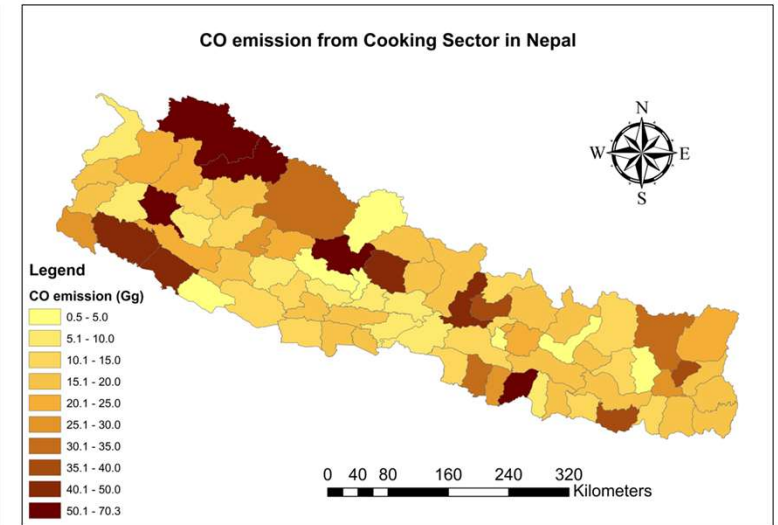 CO emission from Cooking Sector in Nepal
N
W E
S
Legend
CO emission (Gg)
0.5 - 5.0
5.1 - 10.0
10.1 - 15.0
15.1 - 20.0
20.1 - 25.0
25.1 - 30.0
30.1 - 35.0
35.1 - 40.0
40.1 - 50.0
50.1 - 70.3
0 40 80 160 240 320
Kilometers